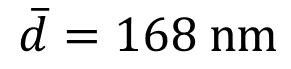 d̄ = 168 nm